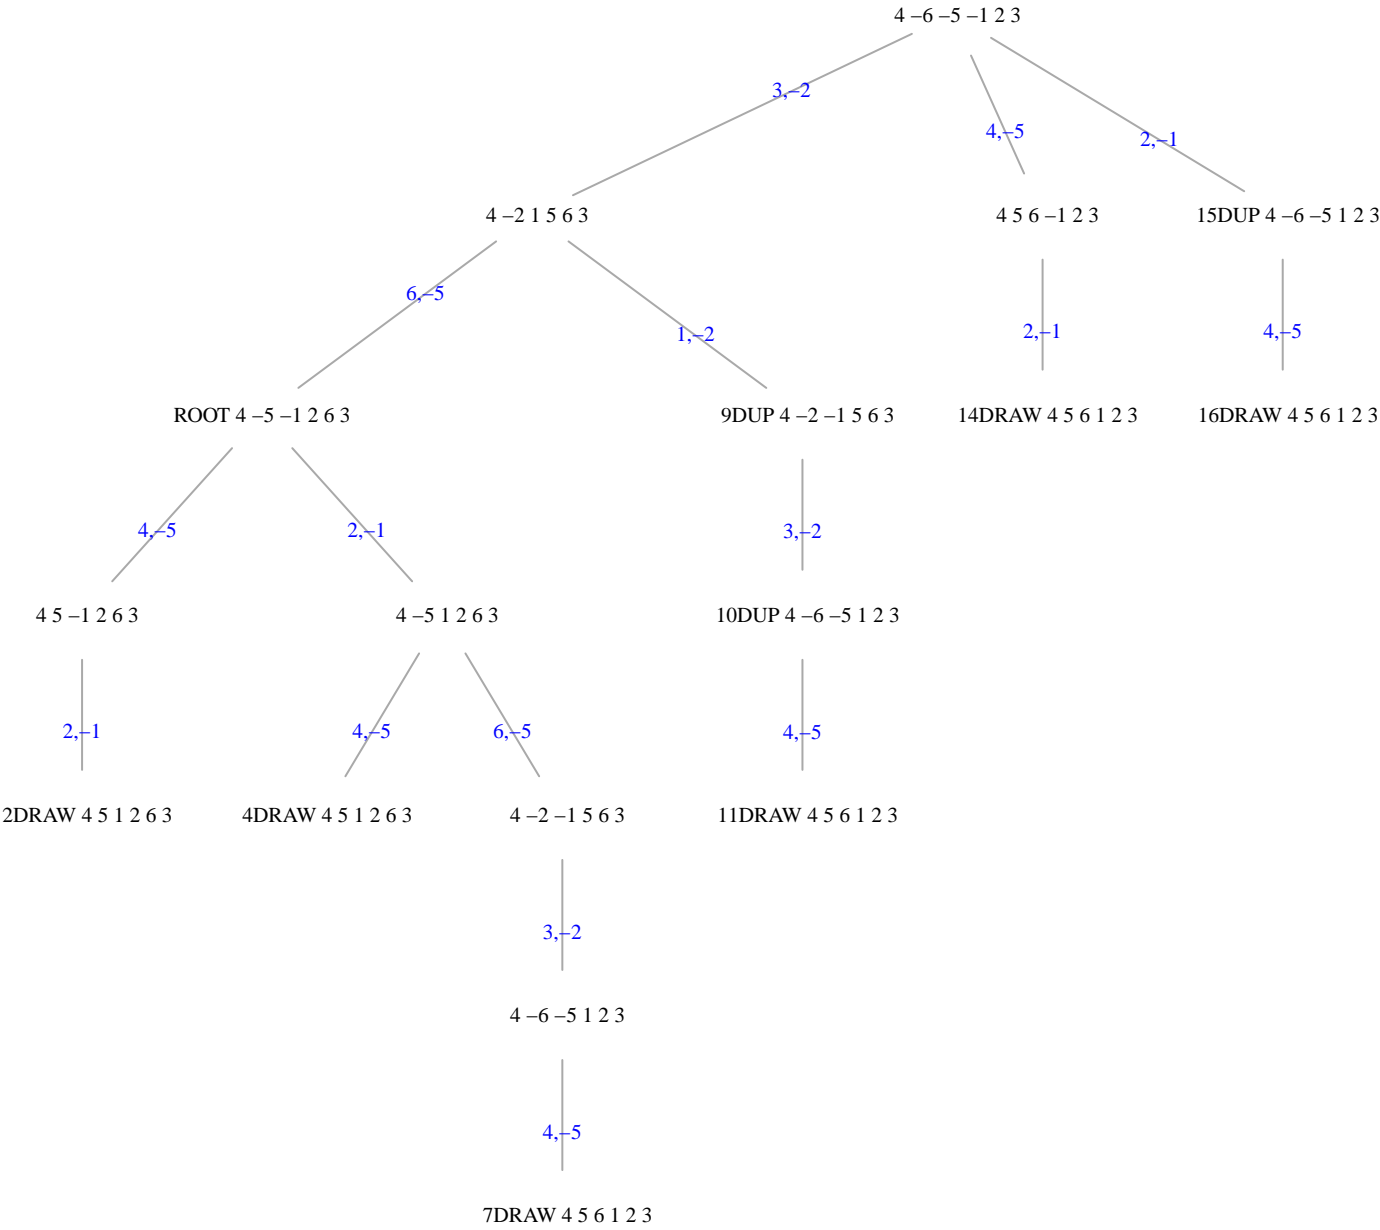 4 –6 –5 –1 2 3
3,–2
4,–5
2,–1
4 –2 1 5 6 3
4 5 6 –1 2 3
15DUP 4 –6 –5 1 2 3
6,–5
1,–2
2,–1
4,–5
ROOT 4 –5 –1 2 6 3
9DUP 4 –2 –1 5 6 3
14DRAW 4 5 6 1 2 3
16DRAW 4 5 6 1 2 3
4,–5
2,–1
3,–2
4 5 –1 2 6 3
4 –5 1 2 6 3
10DUP 4 –6 –5 1 2 3
2,–1
4,–5
6,–5
4,–5
2DRAW 4 5 1 2 6 3
4DRAW 4 5 1 2 6 3
4 –2 –1 5 6 3
11DRAW 4 5 6 1 2 3
3,–2
4 –6 –5 1 2 3
4,–5
7DRAW 4 5 6 1 2 3